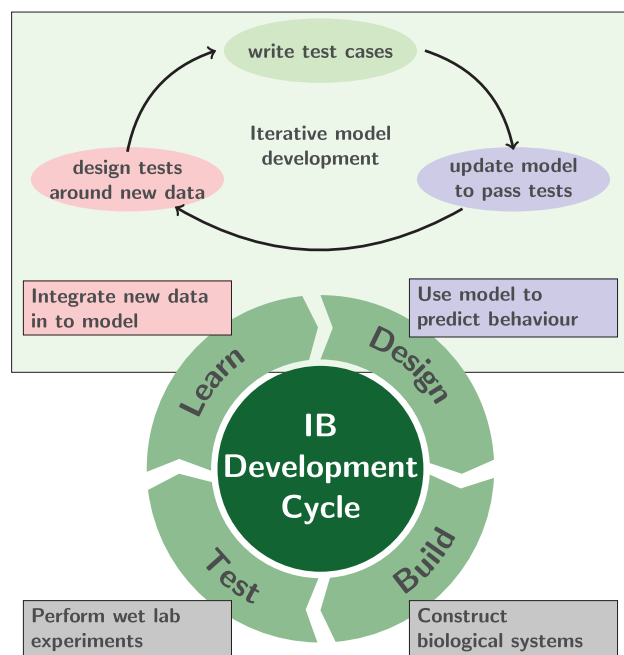 write test cases
Iterative model
development
design tests
around new data
update model
to pass tests
Integrate new data
in to model
Use model to
predict behaviour
Learn
Design
IB
Development
Cycle
Test
Build
Perform wet lab
experiments
Construct
biological systems